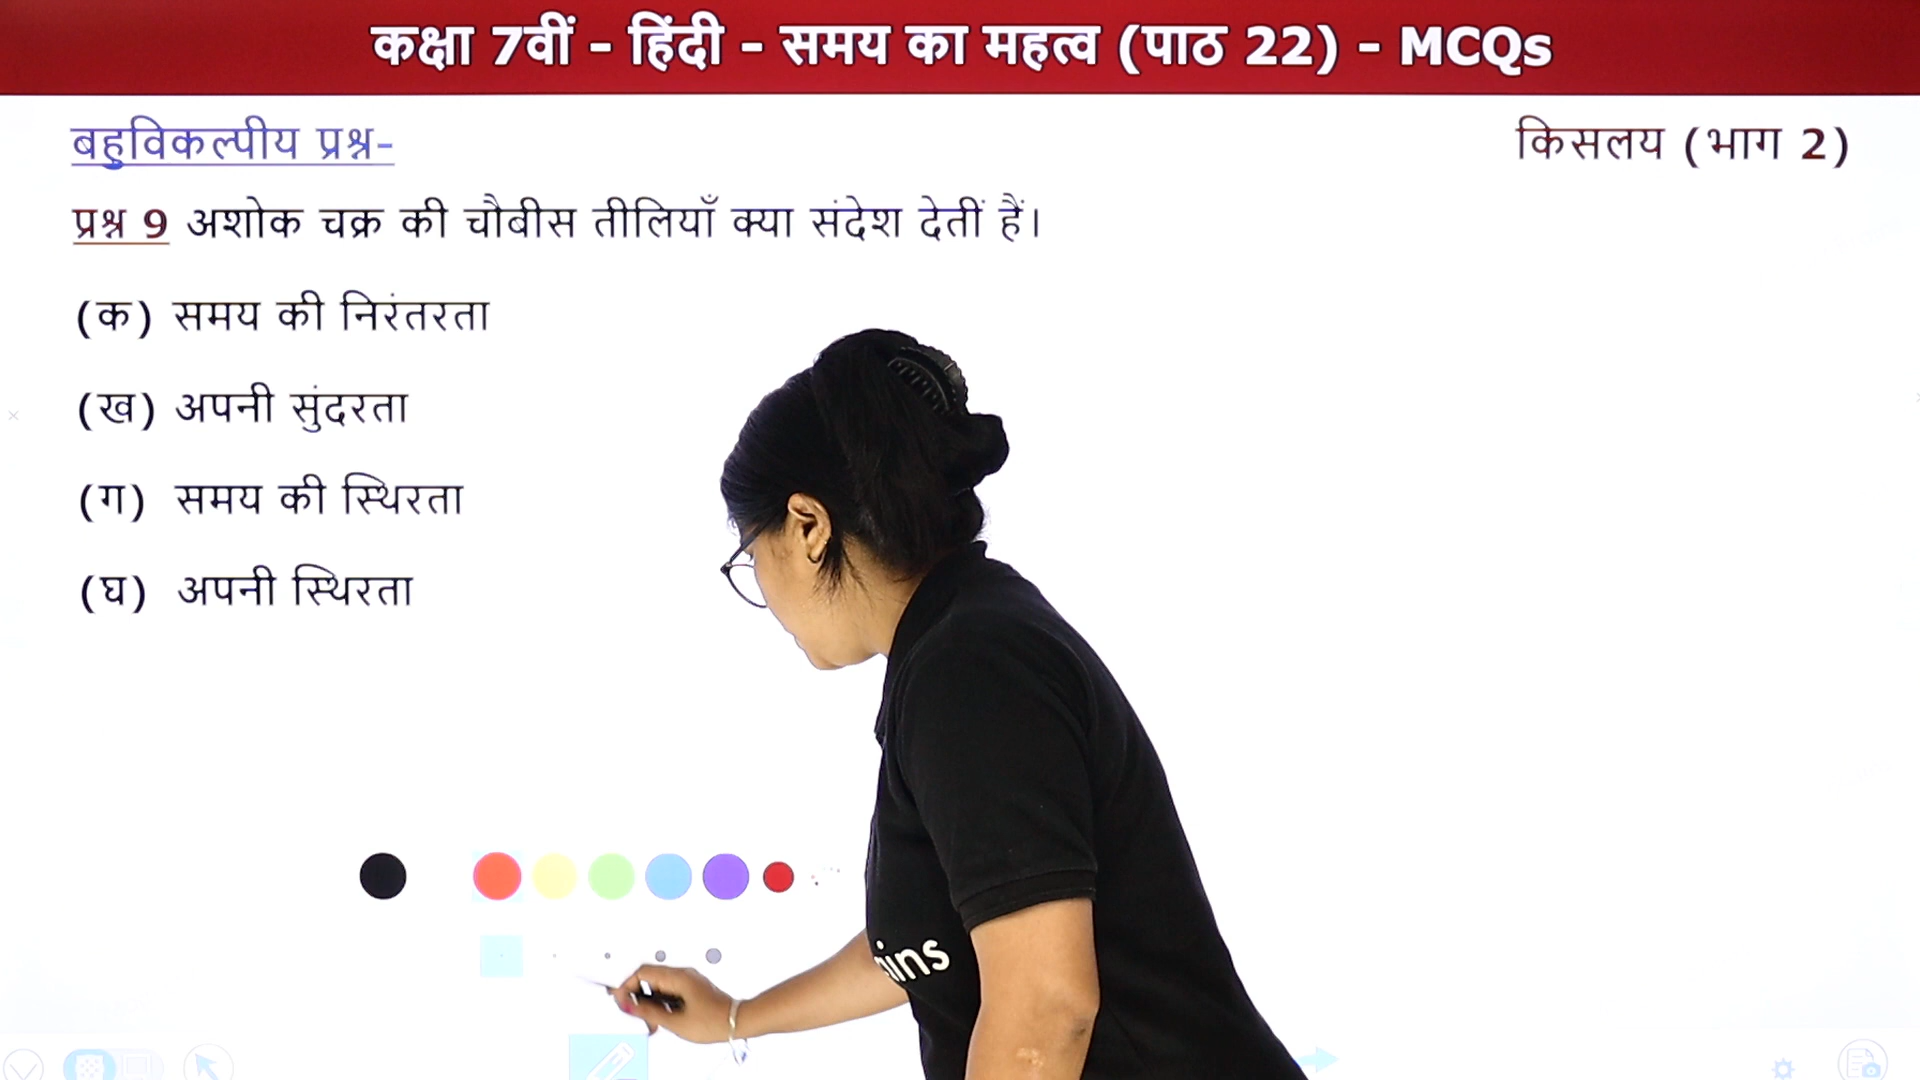 कक्षा 7वीं - हिंदी - समय का महत्व (पाठ 22) - MCQs
बहुविकल्पीय प्रश्न-
किसलय (भाग 2)
प्रश्न 9 अशोक चक्र की चौबीस तीलियाँ क्या संदेश देतीं हैं।
(क) समय की निरंतरता
(ख) अपनी सुंदरता
(ग) समय की स्थिरता
(घ) अपनी स्थिरता